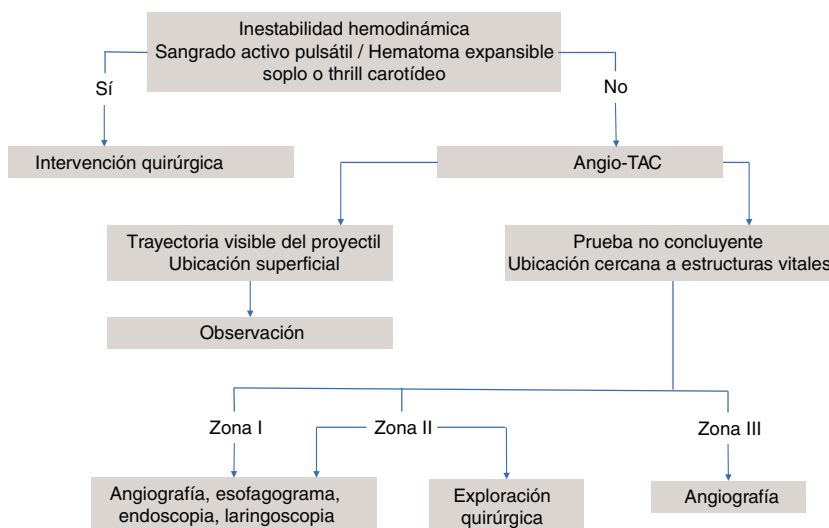 Inestabilidad hemodinámica
Sangrado activo pulsátil / Hematoma expansible
soplo o thrill carotídeo
Sí
No
Intervención quirúrgica
Angio-TAC
Trayectoria visible del proyectil
Ubicación superficial
Prueba no concluyente
Ubicación cercana a estructuras vitales
Observación
Zona I
Zona II
Zona III
Angiografía, esofagograma,
endoscopia, laringoscopia
Exploración
quirúrgica
Angiografía